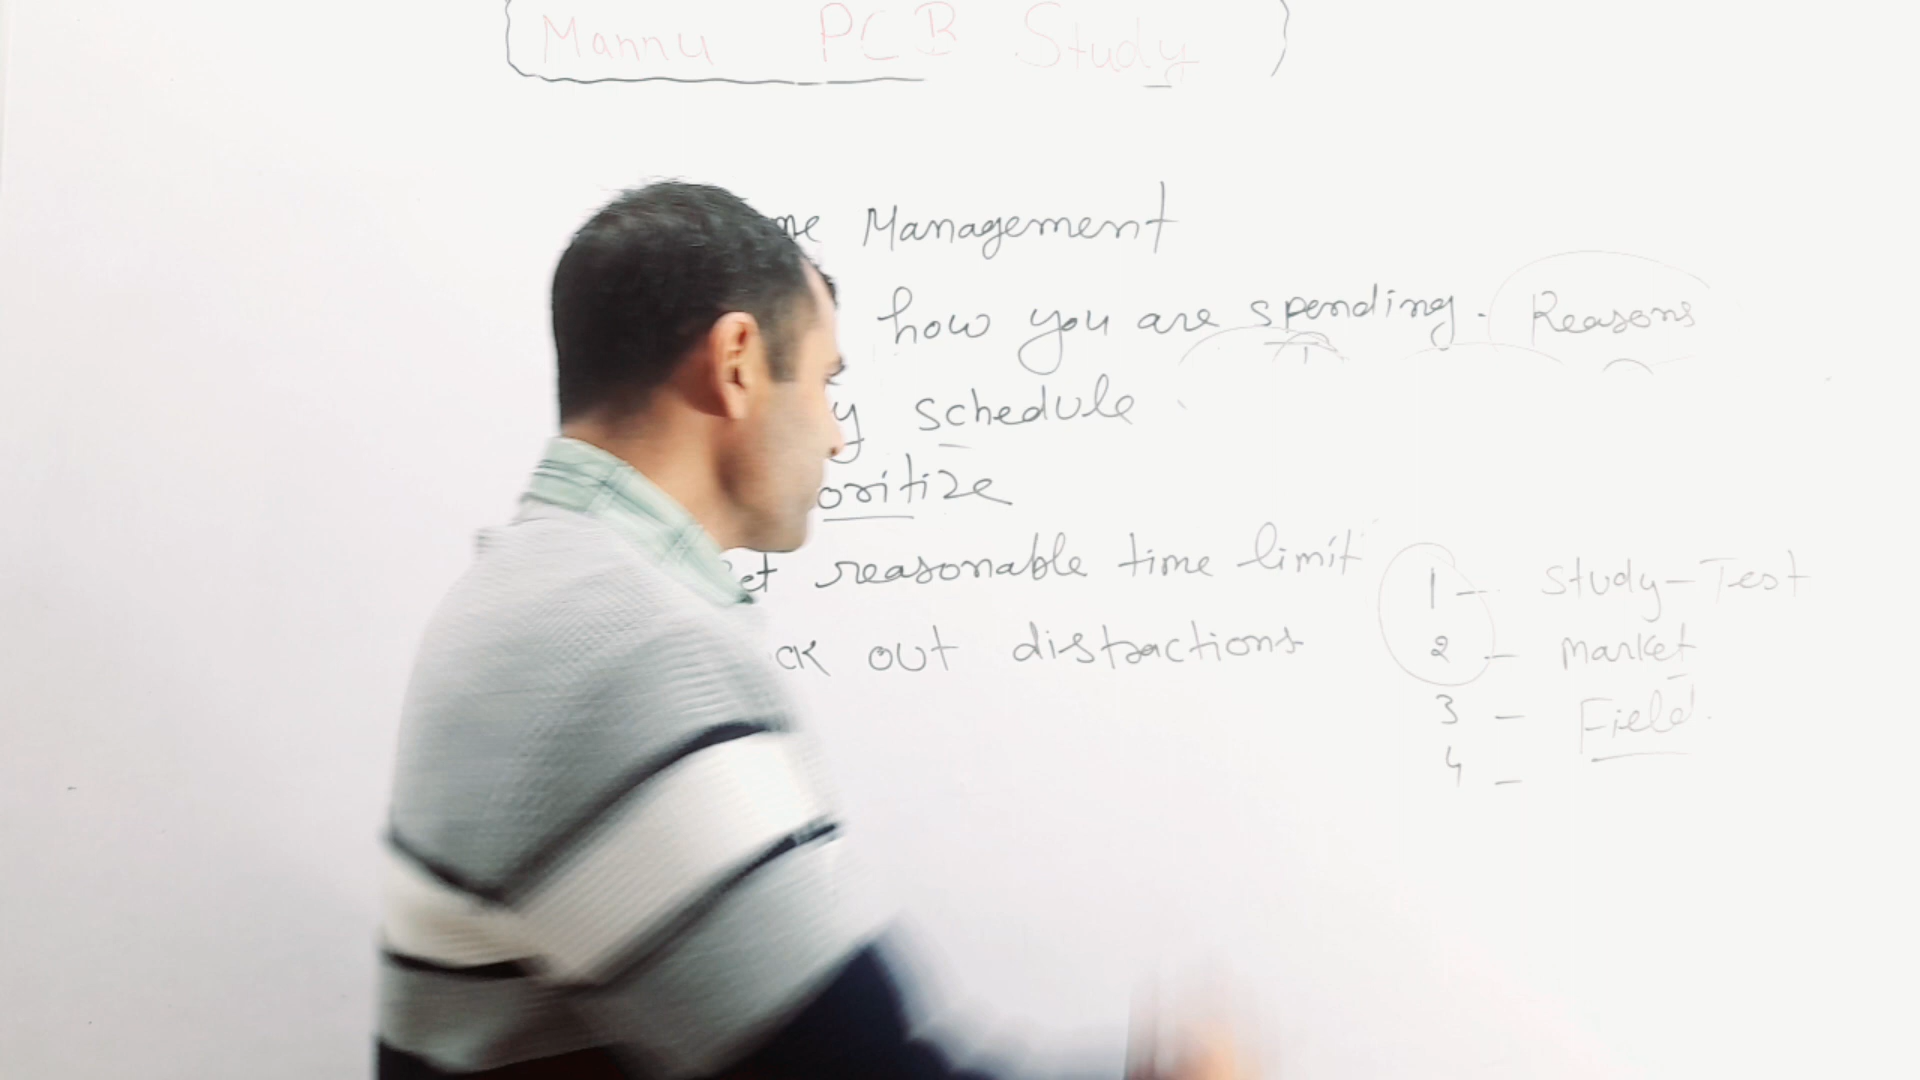 Mannu PCB Study
me Management
how you are spending. Reasons
y schedule
oritize
et reasonable time limit
ck out distractions
1 - Study-Test
2 - Market
3 - Field.
4 -